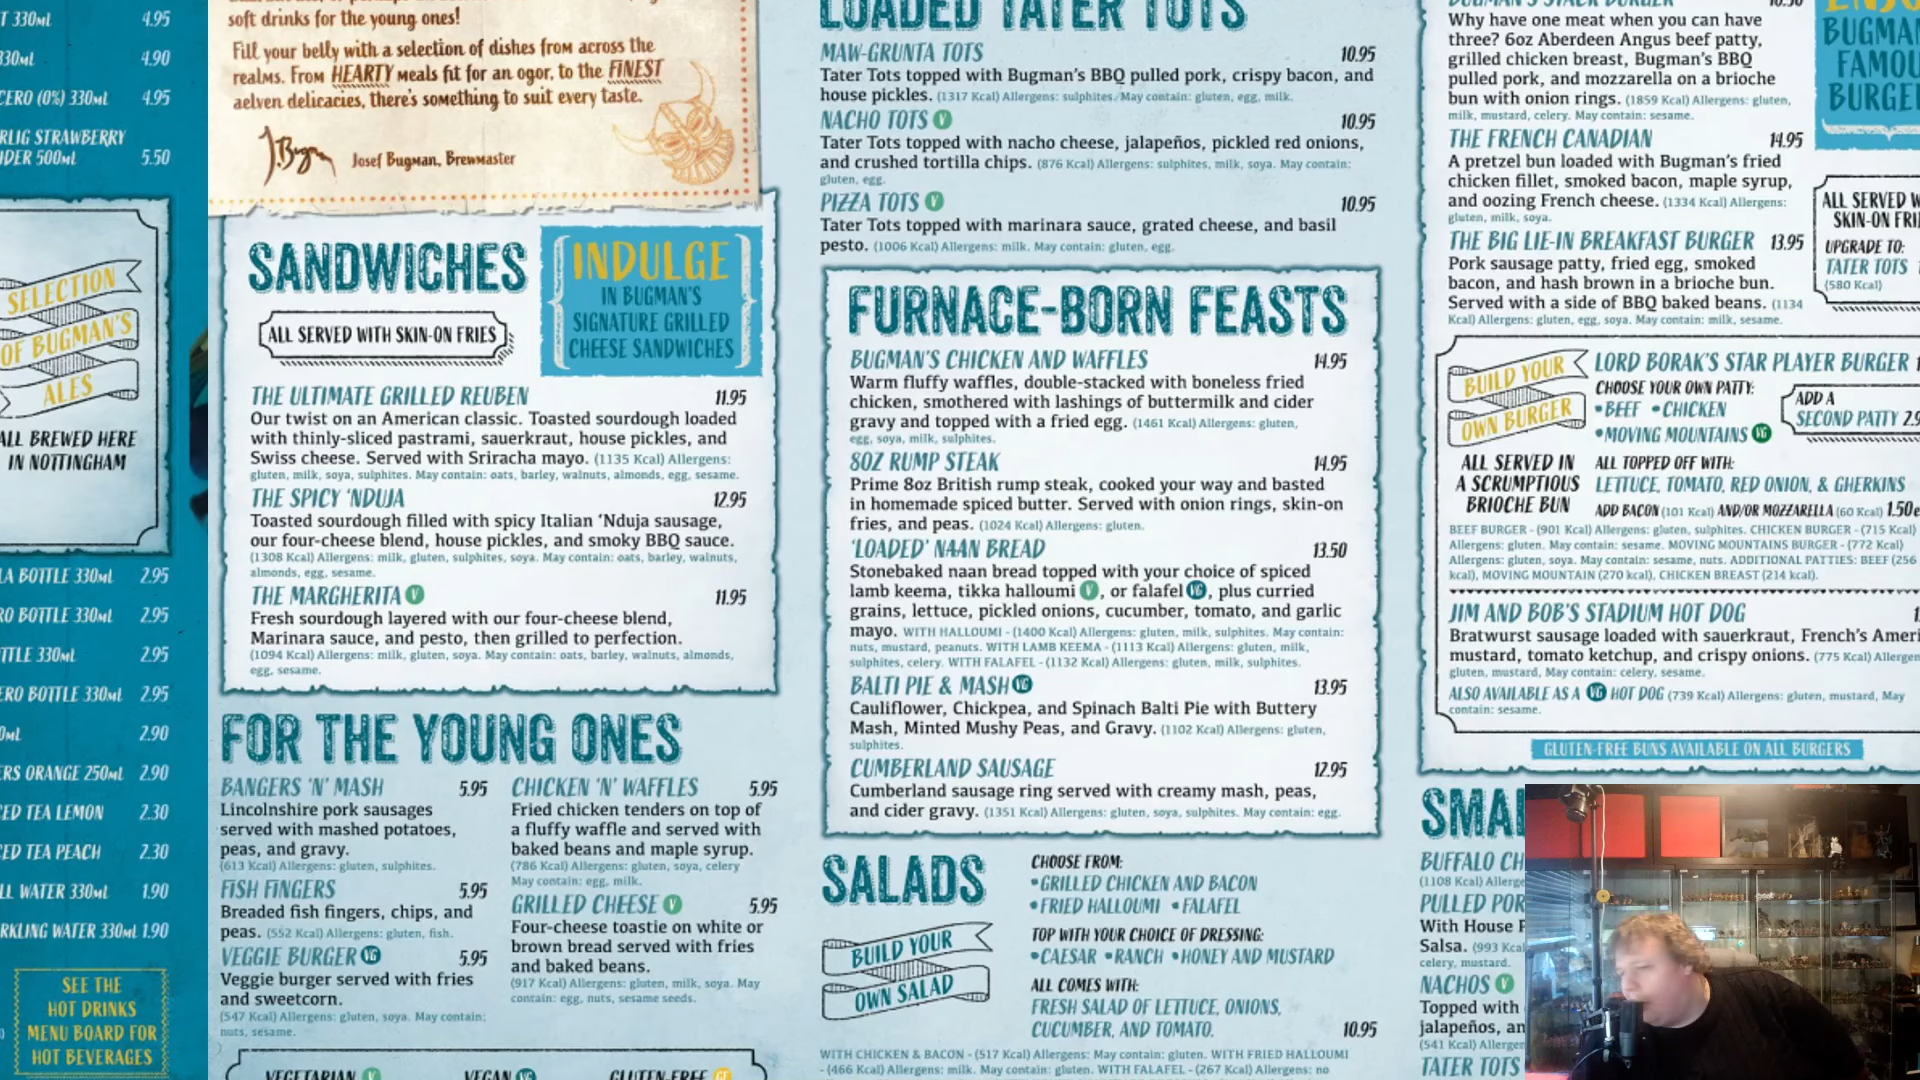 T 330ml 4.95
330ml 4.90
CERO (0%) 330ml 4.95
RLIG STRAWBERRY
IDER 500ml 5.50
SELECTION
OF BUGMAN'S
ALES
ALL BREWED HERE
IN NOTTINGHAM
LA BOTTLE 330ml 2.95
RO BOTTLE 330ml 2.95
TTLE 330ml 2.95
ERO BOTTLE 330ml 2.95
0ml 2.90
ERS ORANGE 250ml 2.90
CED TEA LEMON 2.30
CED TEA PEACH 2.30
LL WATER 330ml 1.90
RKLING WATER 330ml 1.90
SEE THE
HOT DRINKS
MENU BOARD FOR
HOT BEVERAGES
soft drinks for the young ones!
Fill your belly with a selection of dishes from across the
realms. From HEARTY meals fit for an ogor, to the FINEST
aelven delicacies, there's something to suit every taste.
J.Bugman
Josef Bugman, Brewmaster
SANDWICHES
ALL SERVED WITH SKIN-ON FRIES
INDULGE
IN BUGMAN'S
SIGNATURE GRILLED
CHEESE SANDWICHES
THE ULTIMATE GRILLED REUBEN 11.95
Our twist on an American classic. Toasted sourdough loaded
with thinly-sliced pastrami, sauerkraut, house pickles, and
Swiss cheese. Served with Sriracha mayo. (1135 Kcal) Allergens:
gluten, milk, soya, sulphites. May contain: oats, barley, walnuts, almonds, egg, sesame.
THE SPICY 'NDUJA 12.95
Toasted sourdough filled with spicy Italian 'Nduja sausage,
our four-cheese blend, house pickles, and smoky BBQ sauce.
(1308 Kcal) Allergens: milk, gluten, sulphites, soya. May contain: oats, barley, walnuts,
almonds, egg, sesame.
THE MARGHERITA V 11.95
Fresh sourdough layered with our four-cheese blend,
Marinara sauce, and pesto, then grilled to perfection.
(1094 Kcal) Allergens: milk, gluten, soya. May contain: oats, barley, walnuts, almonds,
egg, sesame.
FOR THE YOUNG ONES
BANGERS 'N' MASH 5.95
Lincolnshire pork sausages
served with mashed potatoes,
peas, and gravy.
(613 Kcal) Allergens: gluten, sulphites.
FISH FINGERS 5.95
Breaded fish fingers, chips, and
peas. (552 Kcal) Allergens: gluten, fish.
VEGGIE BURGER VG 5.95
Veggie burger served with fries
and sweetcorn.
(547 Kcal) Allergens: gluten, soya. May contain:
nuts, sesame.
CHICKEN 'N' WAFFLES 5.95
Fried chicken tenders on top of
a fluffy waffle and served with
baked beans and maple syrup.
(786 Kcal) Allergens: gluten, soya, celery
May contain: egg, milk.
GRILLED CHEESE V 5.95
Four-cheese toastie on white or
brown bread served with fries
and baked beans.
(917 Kcal) Allergens: gluten, milk, soya. May
contain: egg, nuts, sesame seeds.
VEGETARIAN V VEGAN VG GLUTEN-FREE GF
LOADED TATER TOTS
MAW-GRUNTA TOTS 10.95
Tater Tots topped with Bugman's BBQ pulled pork, crispy bacon, and
house pickles. (1317 Kcal) Allergens: sulphites. May contain: gluten, egg, milk.
NACHO TOTS V 10.95
Tater Tots topped with nacho cheese, jalapeños, pickled red onions,
and crushed tortilla chips. (876 Kcal) Allergens: sulphites, milk, soya. May contain:
gluten, egg.
PIZZA TOTS V 10.95
Tater Tots topped with marinara sauce, grated cheese, and basil
pesto. (1006 Kcal) Allergens: milk. May contain: gluten, egg.
FURNACE-BORN FEASTS
BUGMAN'S CHICKEN AND WAFFLES 14.95
Warm fluffy waffles, double-stacked with boneless fried
chicken, smothered with lashings of buttermilk and cider
gravy and topped with a fried egg. (1461 Kcal) Allergens: gluten,
egg, soya, milk, sulphites.
8OZ RUMP STEAK 14.95
Prime 8oz British rump steak, cooked your way and basted
in homemade spiced butter. Served with onion rings, skin-on
fries, and peas. (1024 Kcal) Allergens: gluten.
'LOADED' NAAN BREAD 13.50
Stonebaked naan bread topped with your choice of spiced
lamb keema, tikka halloumi V, or falafel VG, plus curried
grains, lettuce, pickled onions, cucumber, tomato, and garlic
mayo. WITH HALLOUMI - (1400 Kcal) Allergens: gluten, milk, sulphites. May contain:
nuts, mustard, peanuts. WITH LAMB KEEMA - (1113 Kcal) Allergens: gluten, milk,
sulphites, celery. WITH FALAFEL - (1132 Kcal) Allergens: gluten, milk, sulphites.
BALTI PIE & MASH VG 13.95
Cauliflower, Chickpea, and Spinach Balti Pie with Buttery
Mash, Minted Mushy Peas, and Gravy. (1102 Kcal) Allergens: gluten,
sulphites.
CUMBERLAND SAUSAGE 12.95
Cumberland sausage ring served with creamy mash, peas,
and cider gravy. (1351 Kcal) Allergens: gluten, soya, sulphites. May contain: egg.
SALADS
BUILD YOUR
OWN SALAD
CHOOSE FROM:
•GRILLED CHICKEN AND BACON
•FRIED HALLOUMI •FALAFEL
TOP WITH YOUR CHOICE OF DRESSING:
•CAESAR •RANCH •HONEY AND MUSTARD
ALL COMES WITH:
FRESH SALAD OF LETTUCE, ONIONS,
CUCUMBER, AND TOMATO. 10.95
WITH CHICKEN & BACON - (517 Kcal) Allergens: May contain: gluten. WITH FRIED HALLOUMI
- (466 Kcal) Allergens: milk. May contain: gluten. WITH FALAFEL - (267 Kcal) Allergens: no
BUGMAN'S STACK BURGER 16.50
Why have one meat when you can have
three? 6oz Aberdeen Angus beef patty,
grilled chicken breast, Bugman's BBQ
pulled pork, and mozzarella on a brioche
bun with onion rings. (1859 Kcal) Allergens: gluten,
milk, mustard, celery. May contain: sesame.
THE FRENCH CANADIAN 14.95
A pretzel bun loaded with Bugman's fried
chicken fillet, smoked bacon, maple syrup,
and oozing French cheese. (1334 Kcal) Allergens:
gluten, milk, soya.
THE BIG LIE-IN BREAKFAST BURGER 13.95
Pork sausage patty, fried egg, smoked
bacon, and hash brown in a brioche bun.
Served with a side of BBQ baked beans. (1134
Kcal) Allergens: gluten, egg, soya. May contain: milk, sesame.
ENJO
BUGMAN
FAMOU
BURGER
ALL SERVED W
SKIN-ON FRI
UPGRADE TO:
TATER TOTS
(580 Kcal)
BUILD YOUR
OWN BURGER
LORD BORAK'S STAR PLAYER BURGER
CHOOSE YOUR OWN PATTY:
•BEEF •CHICKEN
•MOVING MOUNTAINS VG
ADD A
SECOND PATTY 2.9
ALL SERVED IN
A SCRUMPTIOUS
BRIOCHE BUN
ALL TOPPED OFF WITH:
LETTUCE, TOMATO, RED ONION, & GHERKINS
ADD BACON (101 Kcal) AND/OR MOZZARELLA (60 Kcal) 1.50e
BEEF BURGER - (901 Kcal) Allergens: gluten, sulphites. CHICKEN BURGER - (715 Kcal)
Allergens: gluten. May contain: sesame. MOVING MOUNTAINS BURGER - (772 Kcal)
Allergens: gluten, soya. May contain: sesame, nuts. ADDITIONAL PATTIES: BEEF (256
kcal), MOVING MOUNTAIN (270 kcal), CHICKEN BREAST (214 kcal).
JIM AND BOB'S STADIUM HOT DOG 1
Bratwurst sausage loaded with sauerkraut, French's Ameri
mustard, tomato ketchup, and crispy onions. (775 Kcal) Allergen
gluten, mustard, May contain: celery, sesame.
ALSO AVAILABLE AS A VG HOT DOG (739 Kcal) Allergens: gluten, mustard, May
contain: sesame.
GLUTEN-FREE BUNS AVAILABLE ON ALL BURGERS
SMAL
BUFFALO CH
(1108 Kcal) Allerge
PULLED POR
With House P
Salsa. (993 Kcal
celery, mustard.
NACHOS V
Topped with
jalapeños, an
(541 Kcal) Allerge
TATER TOTS